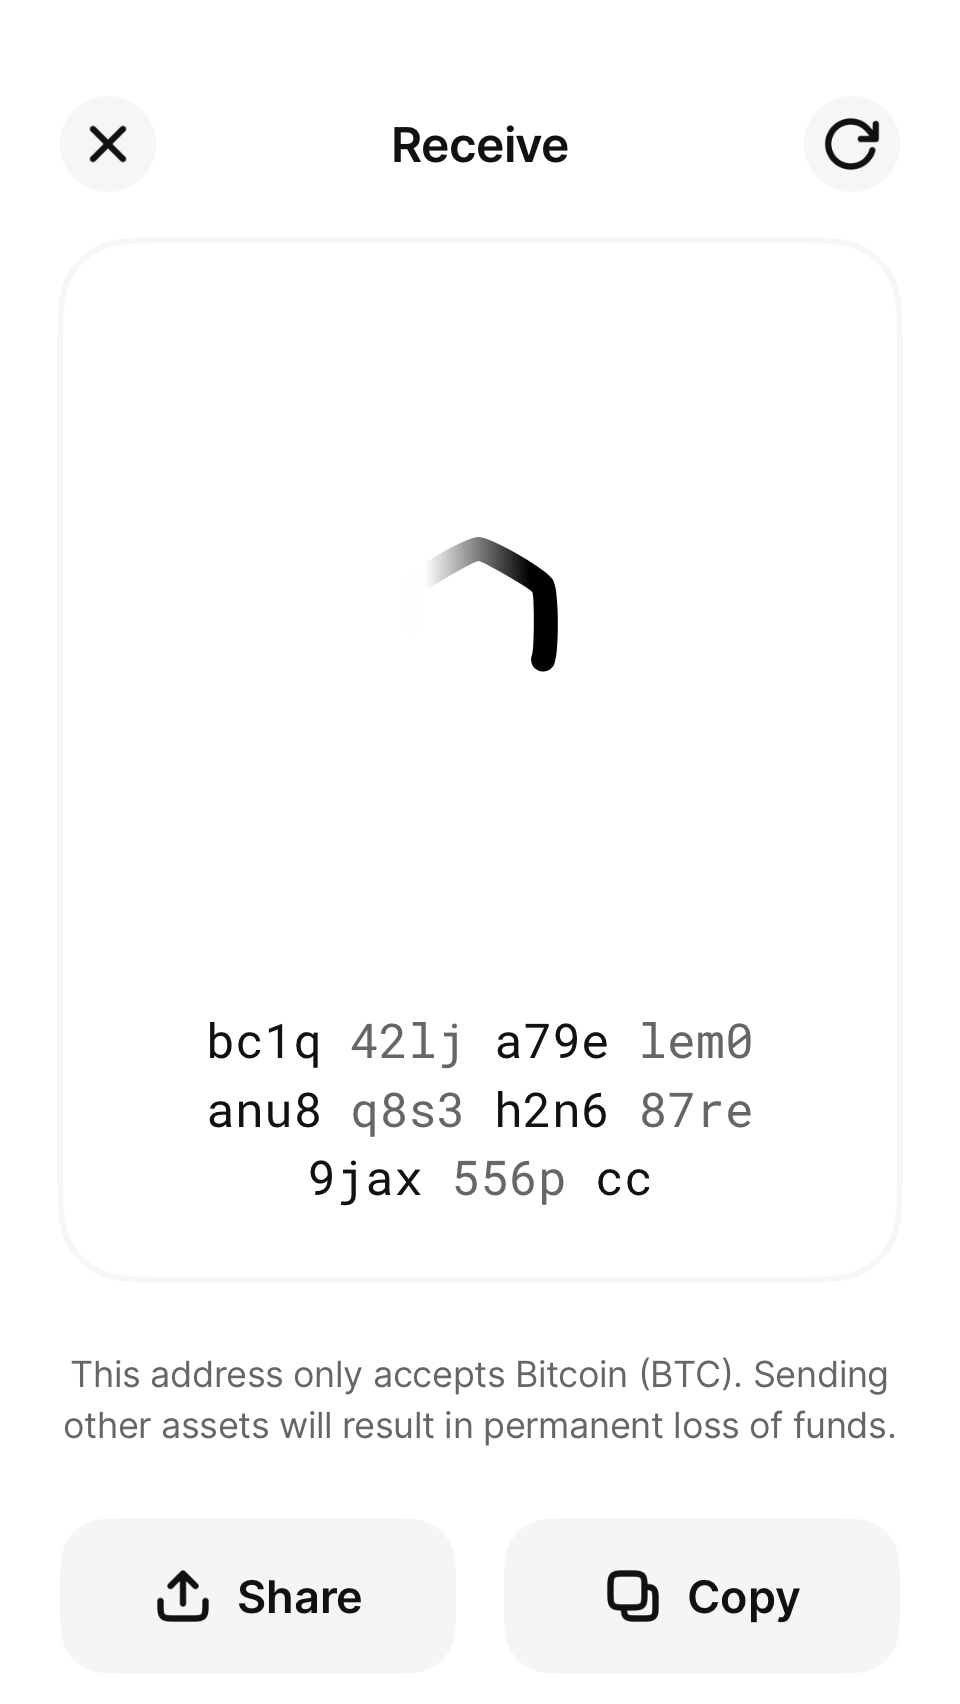 Receive
bc1q 42lj a79e lem0
anu8 q8s3 h2n6 87re
9jax 556p cc
This address only accepts Bitcoin (BTC). Sending
other assets will result in permanent loss of funds.
Share
Copy